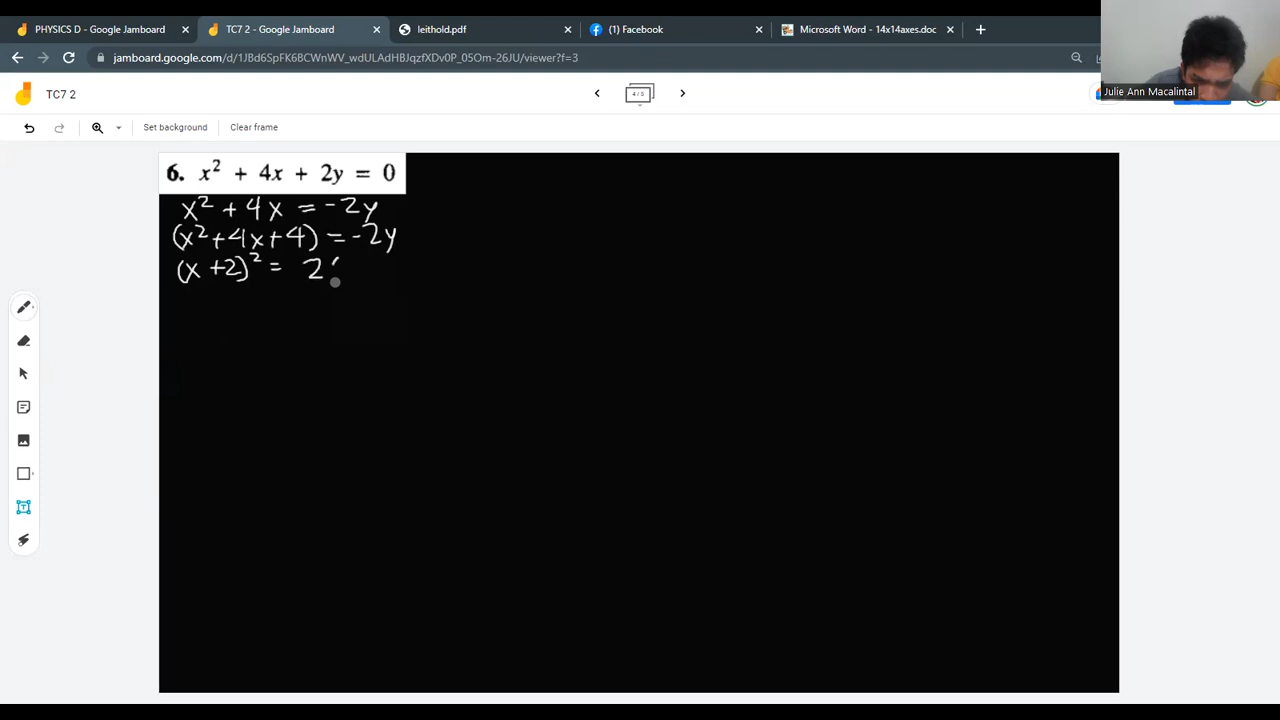 PHYSICS D - Google Jamboard
TC7 2 - Google Jamboard
leithold.pdf
(1) Facebook
Microsoft Word - 14x14axes.doc
jamboard.google.com/d/1JBd6SpFK6BCWnWV_wdULAdHBJqzfXDv0P_05Om-26JU/viewer?f=3
Julie Ann Macalintal
TC7 2
4 / 5
Set background
Clear frame
6. x² + 4x + 2y = 0
x² + 4x = -2y
(x² + 4x + 4) = -2y
(x + 2)² = 2